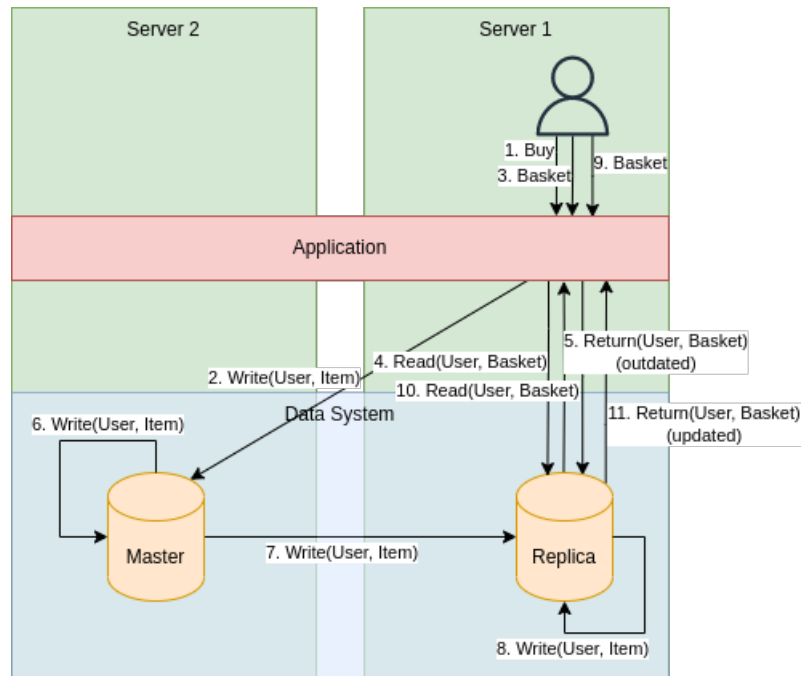 Server 2
Server 1
1. Buy
9. Basket
3. Basket
Application
5. Return(User, Basket)
(outdated)
4. Read(User, Basket)
2. Write(User, Item)
10. Read(User, Basket)
Data System
11. Return(User, Basket)
(updated)
6. Write(User, Item)
Master
7. Write(User, Item)
Replica
8. Write(User, Item)